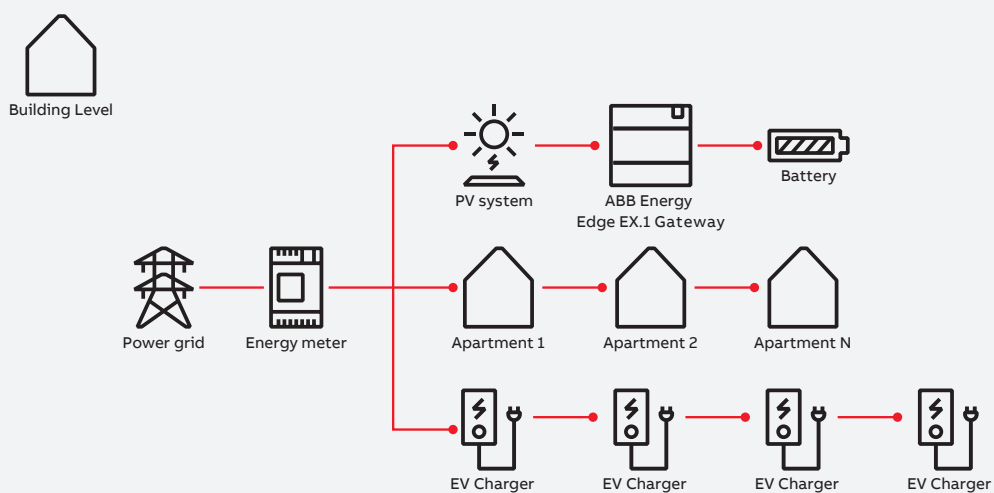 Building Level
PV system
ABB Energy
Edge EX.1 Gateway
Battery
Power grid
Energy meter
Apartment 1
Apartment 2
Apartment N
EV Charger
EV Charger
EV Charger
EV Charger